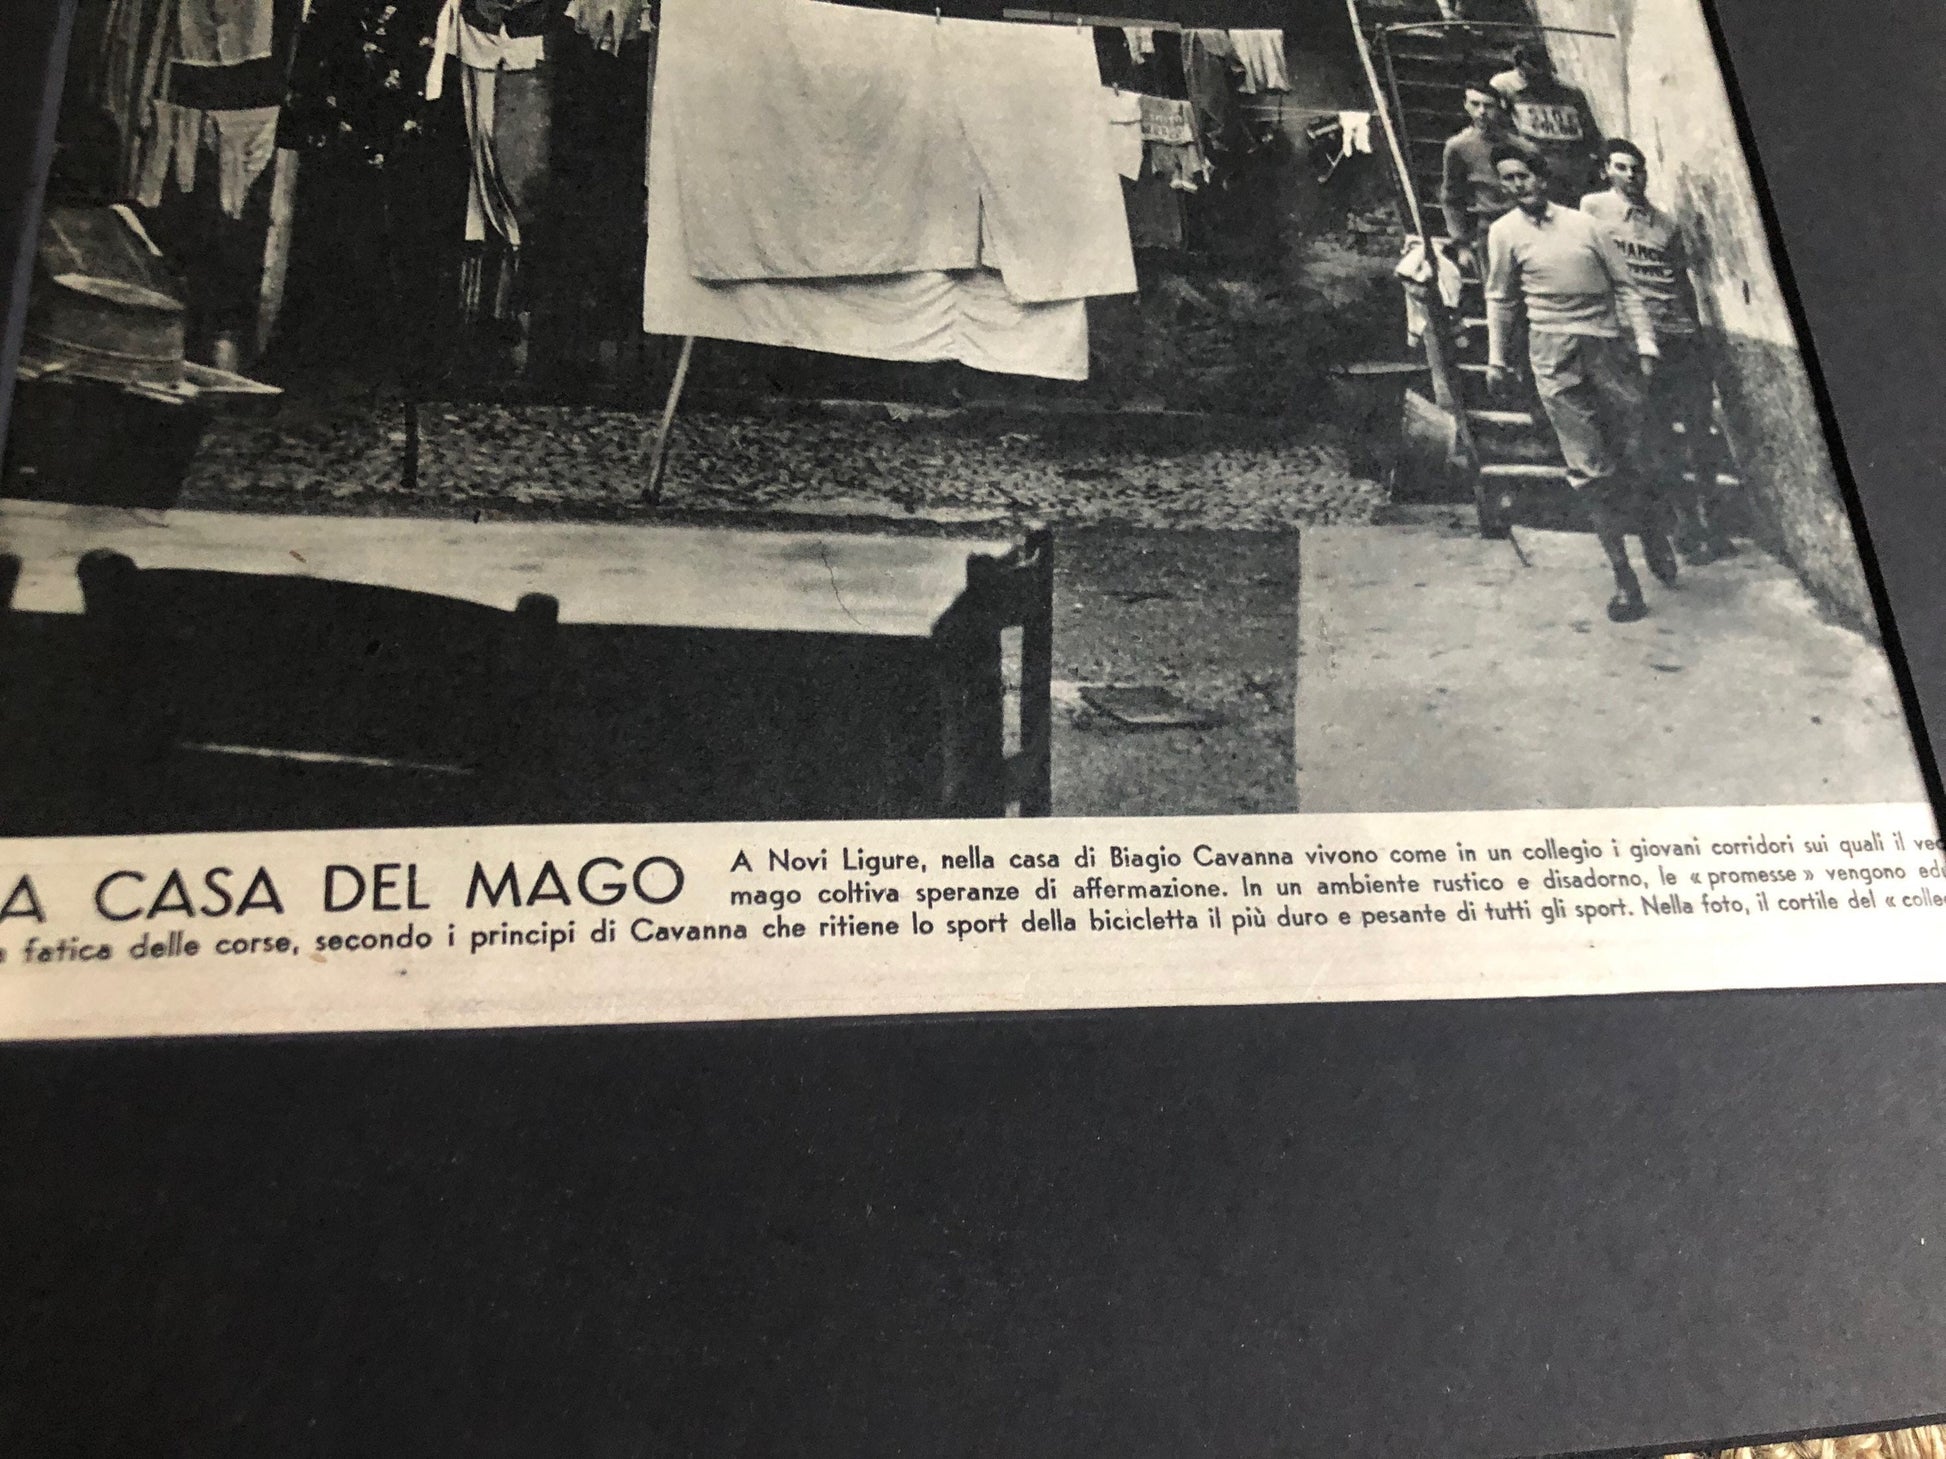 A CASA DEL MAGO
A Novi Ligure, nella casa di Biagio Cavanna vivono come in un collegio i giovani corridori sui quali il
mago coltiva speranze di affermazione. In un ambiente rustico e disadorno, le « promesse » vengono
fatica delle corse, secondo i principi di Cavanna che ritiene lo sport della bicicletta il più duro e pesante di tutti gli sport. Nella foto, il cortile del «